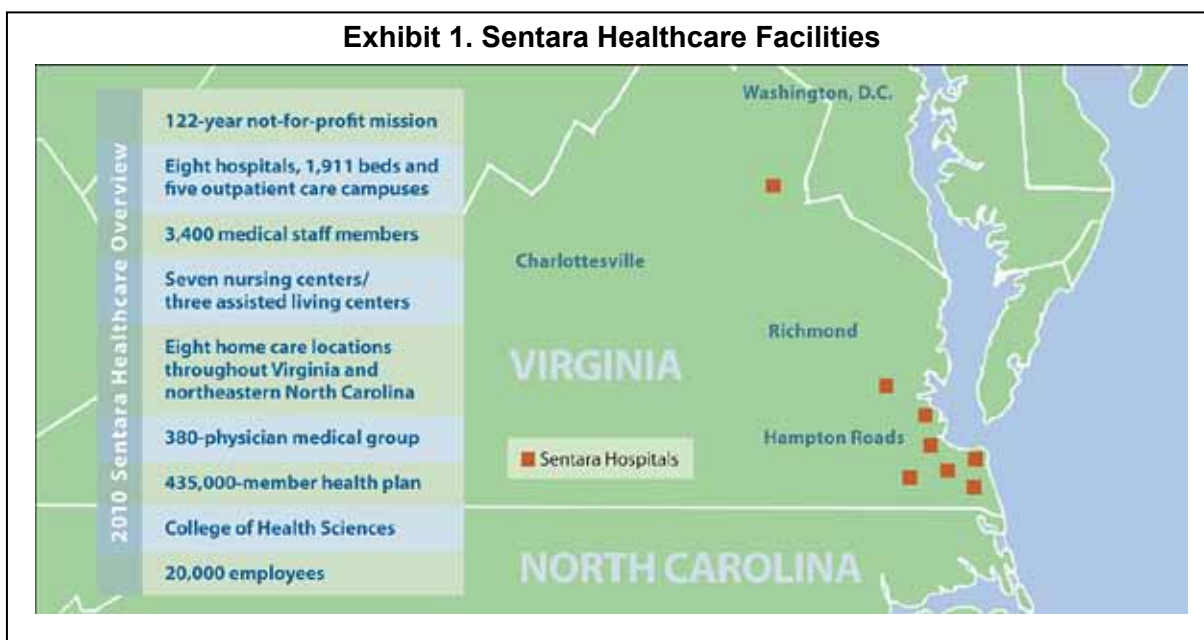 Exhibit 1. Sentara Healthcare Facilities
2010 Sentara Healthcare Overview
122-year not-for-profit mission
Eight hospitals, 1,911 beds and
five outpatient care campuses
3,400 medical staff members
Seven nursing centers/
three assisted living centers
Eight home care locations
throughout Virginia and
northeastern North Carolina
380-physician medical group
435,000-member health plan
College of Health Sciences
20,000 employees
Washington, D.C.
Charlottesville
Richmond
VIRGINIA
Hampton Roads
Sentara Hospitals
NORTH CAROLINA